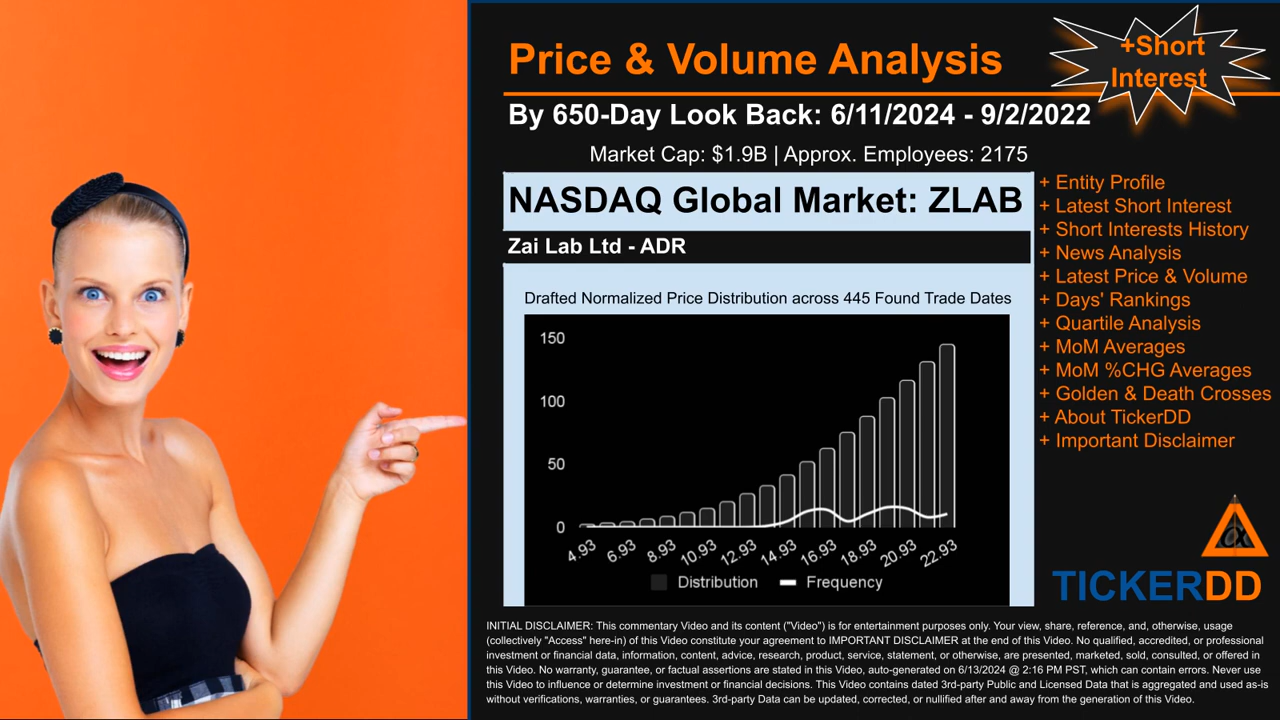 Price & Volume Analysis
+Short
Interest
By 650-Day Look Back: 6/11/2024 - 9/2/2022
Market Cap: $1.9B | Approx. Employees: 2175
NASDAQ Global Market: ZLAB
Zai Lab Ltd - ADR
Drafted Normalized Price Distribution across 445 Found Trade Dates
150
100
50
0
4.93 6.93 8.93 10.93 12.93 14.93 16.93 18.93 20.93 22.93
Distribution Frequency
+ Entity Profile
+ Latest Short Interest
+ Short Interests History
+ News Analysis
+ Latest Price & Volume
+ Days' Rankings
+ Quartile Analysis
+ MoM Averages
+ MoM %CHG Averages
+ Golden & Death Crosses
+ About TickerDD
+ Important Disclaimer
TICKERDD
INITIAL DISCLAIMER: This commentary Video and its content ("Video") is for entertainment purposes only. Your view, share, reference, and, otherwise, usage
(collectively "Access" here-in) of this Video constitute your agreement to IMPORTANT DISCLAIMER at the end of this Video. No qualified, accredited, or professional
investment or financial data, information, content, advice, research, product, service, statement, or otherwise, are presented, marketed, sold, consulted, or offered in
this Video. No warranty, guarantee, or factual assertions are stated in this Video, auto-generated on 6/13/2024 @ 2:16 PM PST, which can contain errors. Never use
this Video to influence or determine investment or financial decisions. This Video contains dated 3rd-party Public and Licensed Data that is aggregated and used as-is
without verifications, warranties, or guarantees. 3rd-party Data can be updated, corrected, or nullified after and away from the generation of this Video.